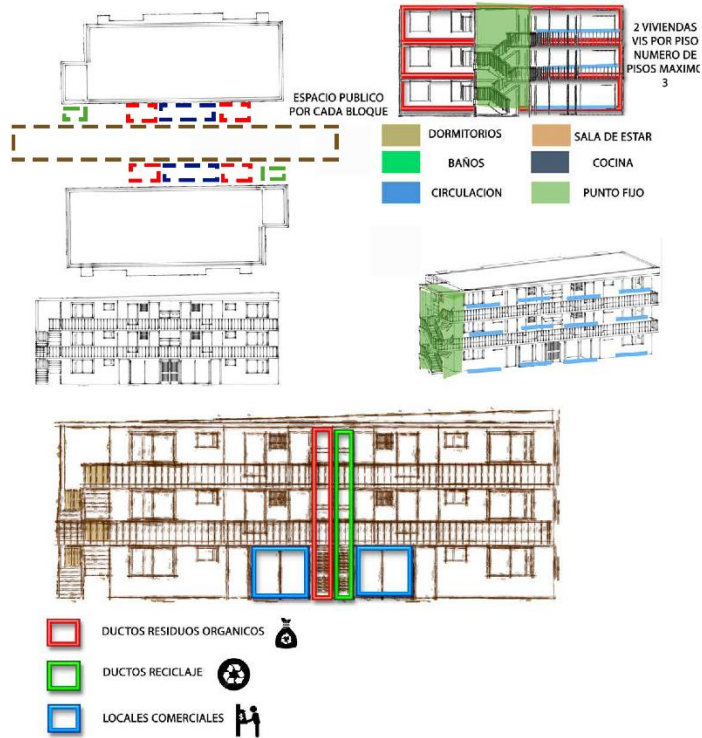 2 VIVIENDAS
VIS POR PISO
NUMERO DE
PISOS MAXIMO
3
ESPACIO PUBLICO
POR CADA BLOQUE
DORMITORIOS
SALA DE ESTAR
BAÑOS
COCINA
CIRCULACION
PUNTO FIJO
DUCTOS RESIDUOS ORGANICOS
DUCTOS RECICLAJE
LOCALES COMERCIALES